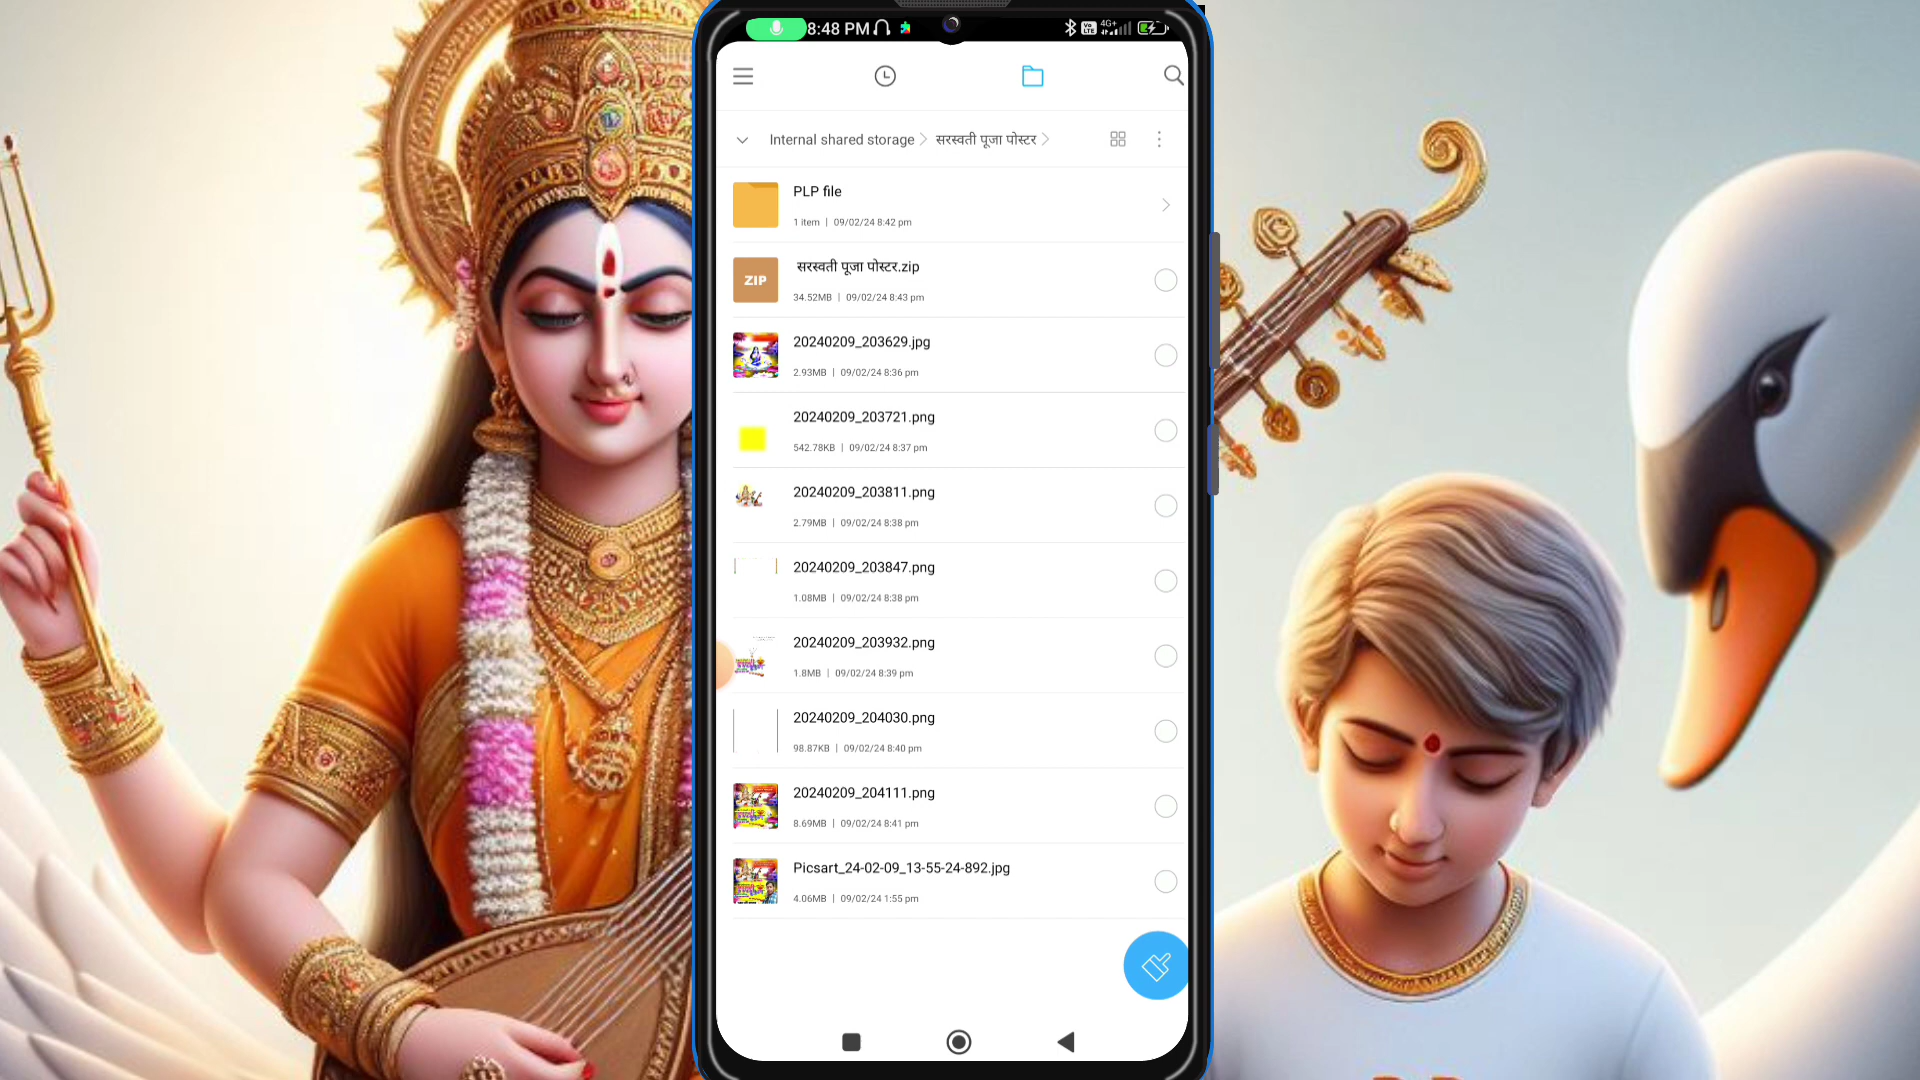 8:48 PM
4G+
Vo LTE
Internal shared storage
सरस्वती पूजा पोस्टर
PLP file
1 item | 09/02/24 8:42 pm
ZIP
सरस्वती पूजा पोस्टर.zip
34.52MB | 09/02/24 8:43 pm
20240209_203629.jpg
2.93MB | 09/02/24 8:36 pm
20240209_203721.png
542.78KB | 09/02/24 8:37 pm
20240209_203811.png
2.79MB | 09/02/24 8:38 pm
20240209_203847.png
1.08MB | 09/02/24 8:38 pm
20240209_203932.png
1.8MB | 09/02/24 8:39 pm
20240209_204030.png
98.87KB | 09/02/24 8:40 pm
20240209_204111.png
8.69MB | 09/02/24 8:41 pm
Picsart_24-02-09_13-55-24-892.jpg
4.06MB | 09/02/24 1:55 pm